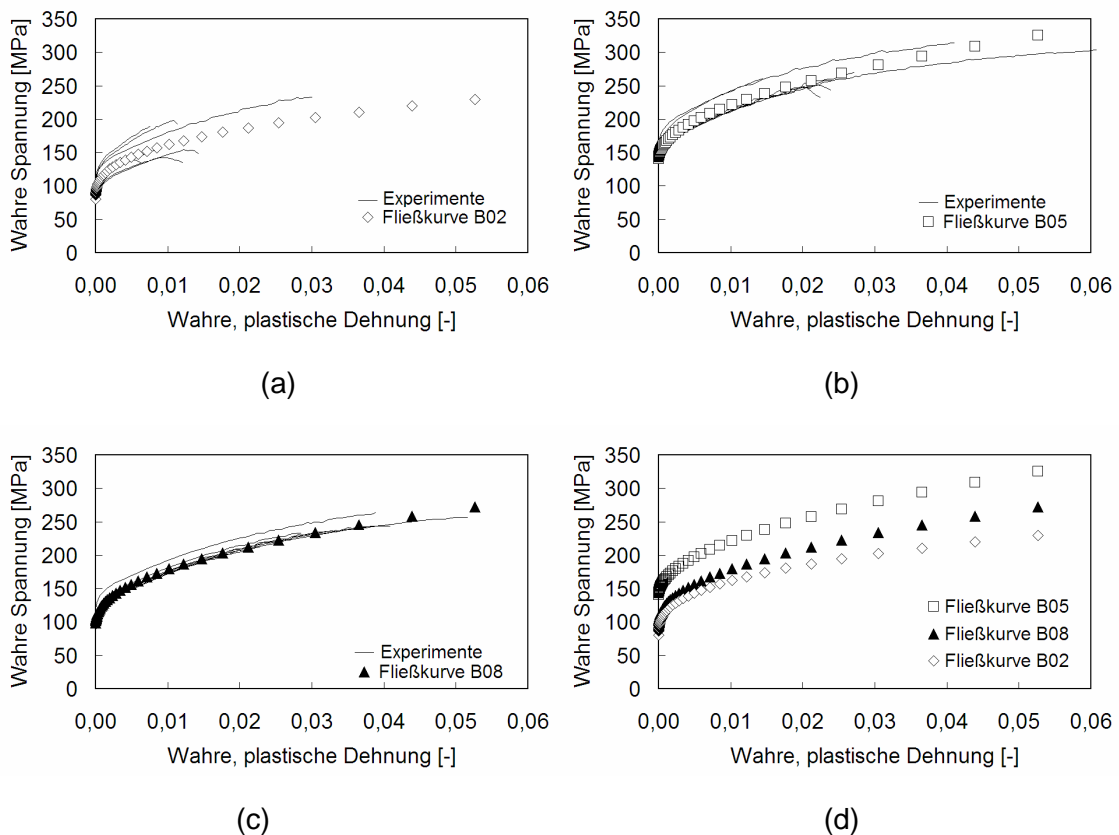 350
300
250
200
150
100
50
0
Wahre Spannung [MPa]
Experimente
Fließkurve B02
0,00 0,01 0,02 0,03 0,04 0,05 0,06
Wahre, plastische Dehnung [-]
(a)
350
300
250
200
150
100
50
0
Wahre Spannung [MPa]
Experimente
Fließkurve B05
0,00 0,01 0,02 0,03 0,04 0,05 0,06
Wahre, plastische Dehnung [-]
(b)
350
300
250
200
150
100
50
0
Wahre Spannung [MPa]
Experimente
Fließkurve B08
0,00 0,01 0,02 0,03 0,04 0,05 0,06
Wahre, plastische Dehnung [-]
(c)
350
300
250
200
150
100
50
0
Wahre Spannung [MPa]
Fließkurve B05
Fließkurve B08
Fließkurve B02
0,00 0,01 0,02 0,03 0,04 0,05 0,06
Wahre, plastische Dehnung [-]
(d)